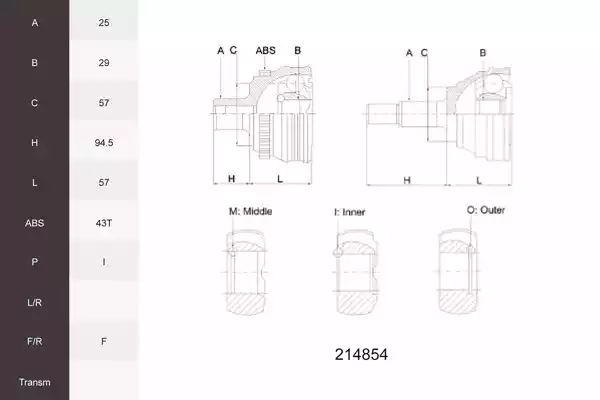 A 25
B 29
C 57
H 94.5
L 57
ABS 43T
P I
L/R
F/R F
Transm
A C ABS B
A C B
H L
H L
M: Middle
I: Inner
O: Outer
214854